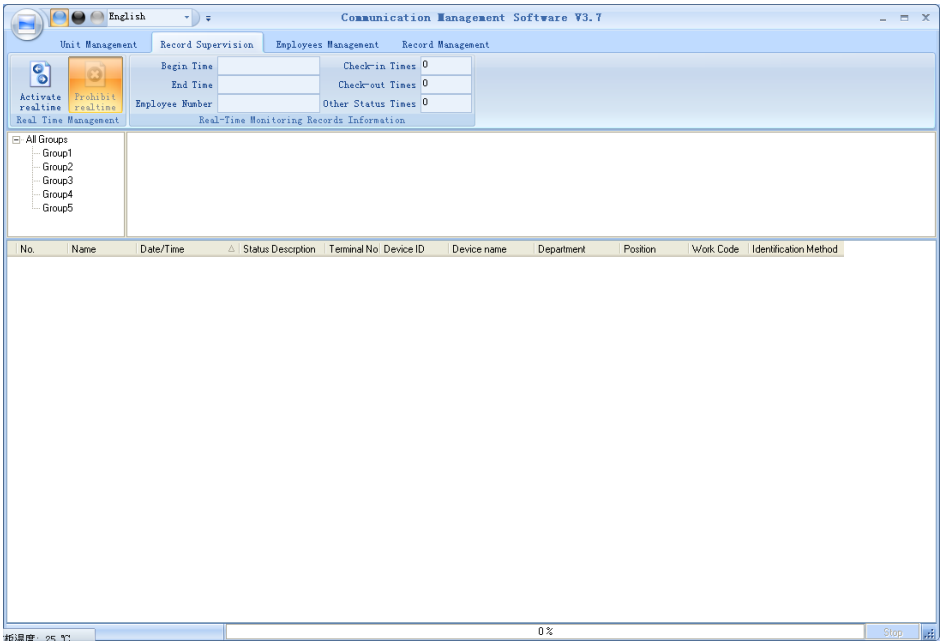 English
Communication Management Software V3.7
Unit Management Record Supervision Employees Management Record Management
Begin Time Check-in Times 0
End Time Check-out Times 0
Employee Number Other Status Times 0
Activate realtime
Prohibit realtime
Real Time Management Real-Time Monitoring Records Information
All Groups
Group1
Group2
Group3
Group4
Group5
No. Name Date/Time Status Descrption Terminal No Device ID Device name Department Position Work Code Identification Method
温度: 25 ℃ 0% Stop